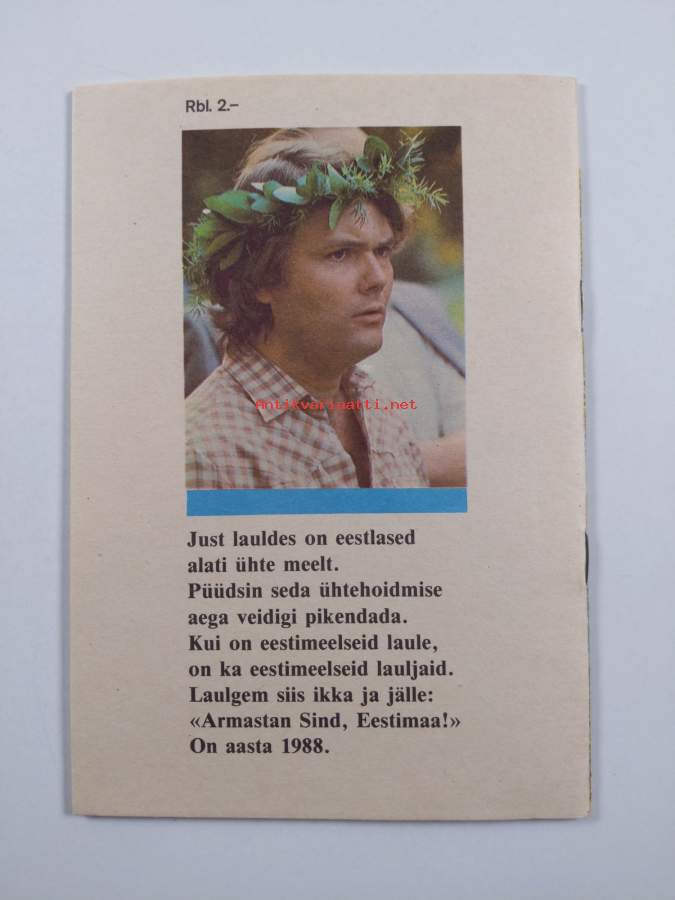 Rbl. 2.–
Antikvariaatti.net
Just lauldes on eestlased
alati ühte meelt.
Püüdsin seda ühtehoidmise
aega veidigi pikendada.
Kui on eestimeelseid laule,
on ka eestimeelseid lauljaid.
Laulgem siis ikka ja jälle:
«Armastan Sind, Eestimaa!»
On aasta 1988.